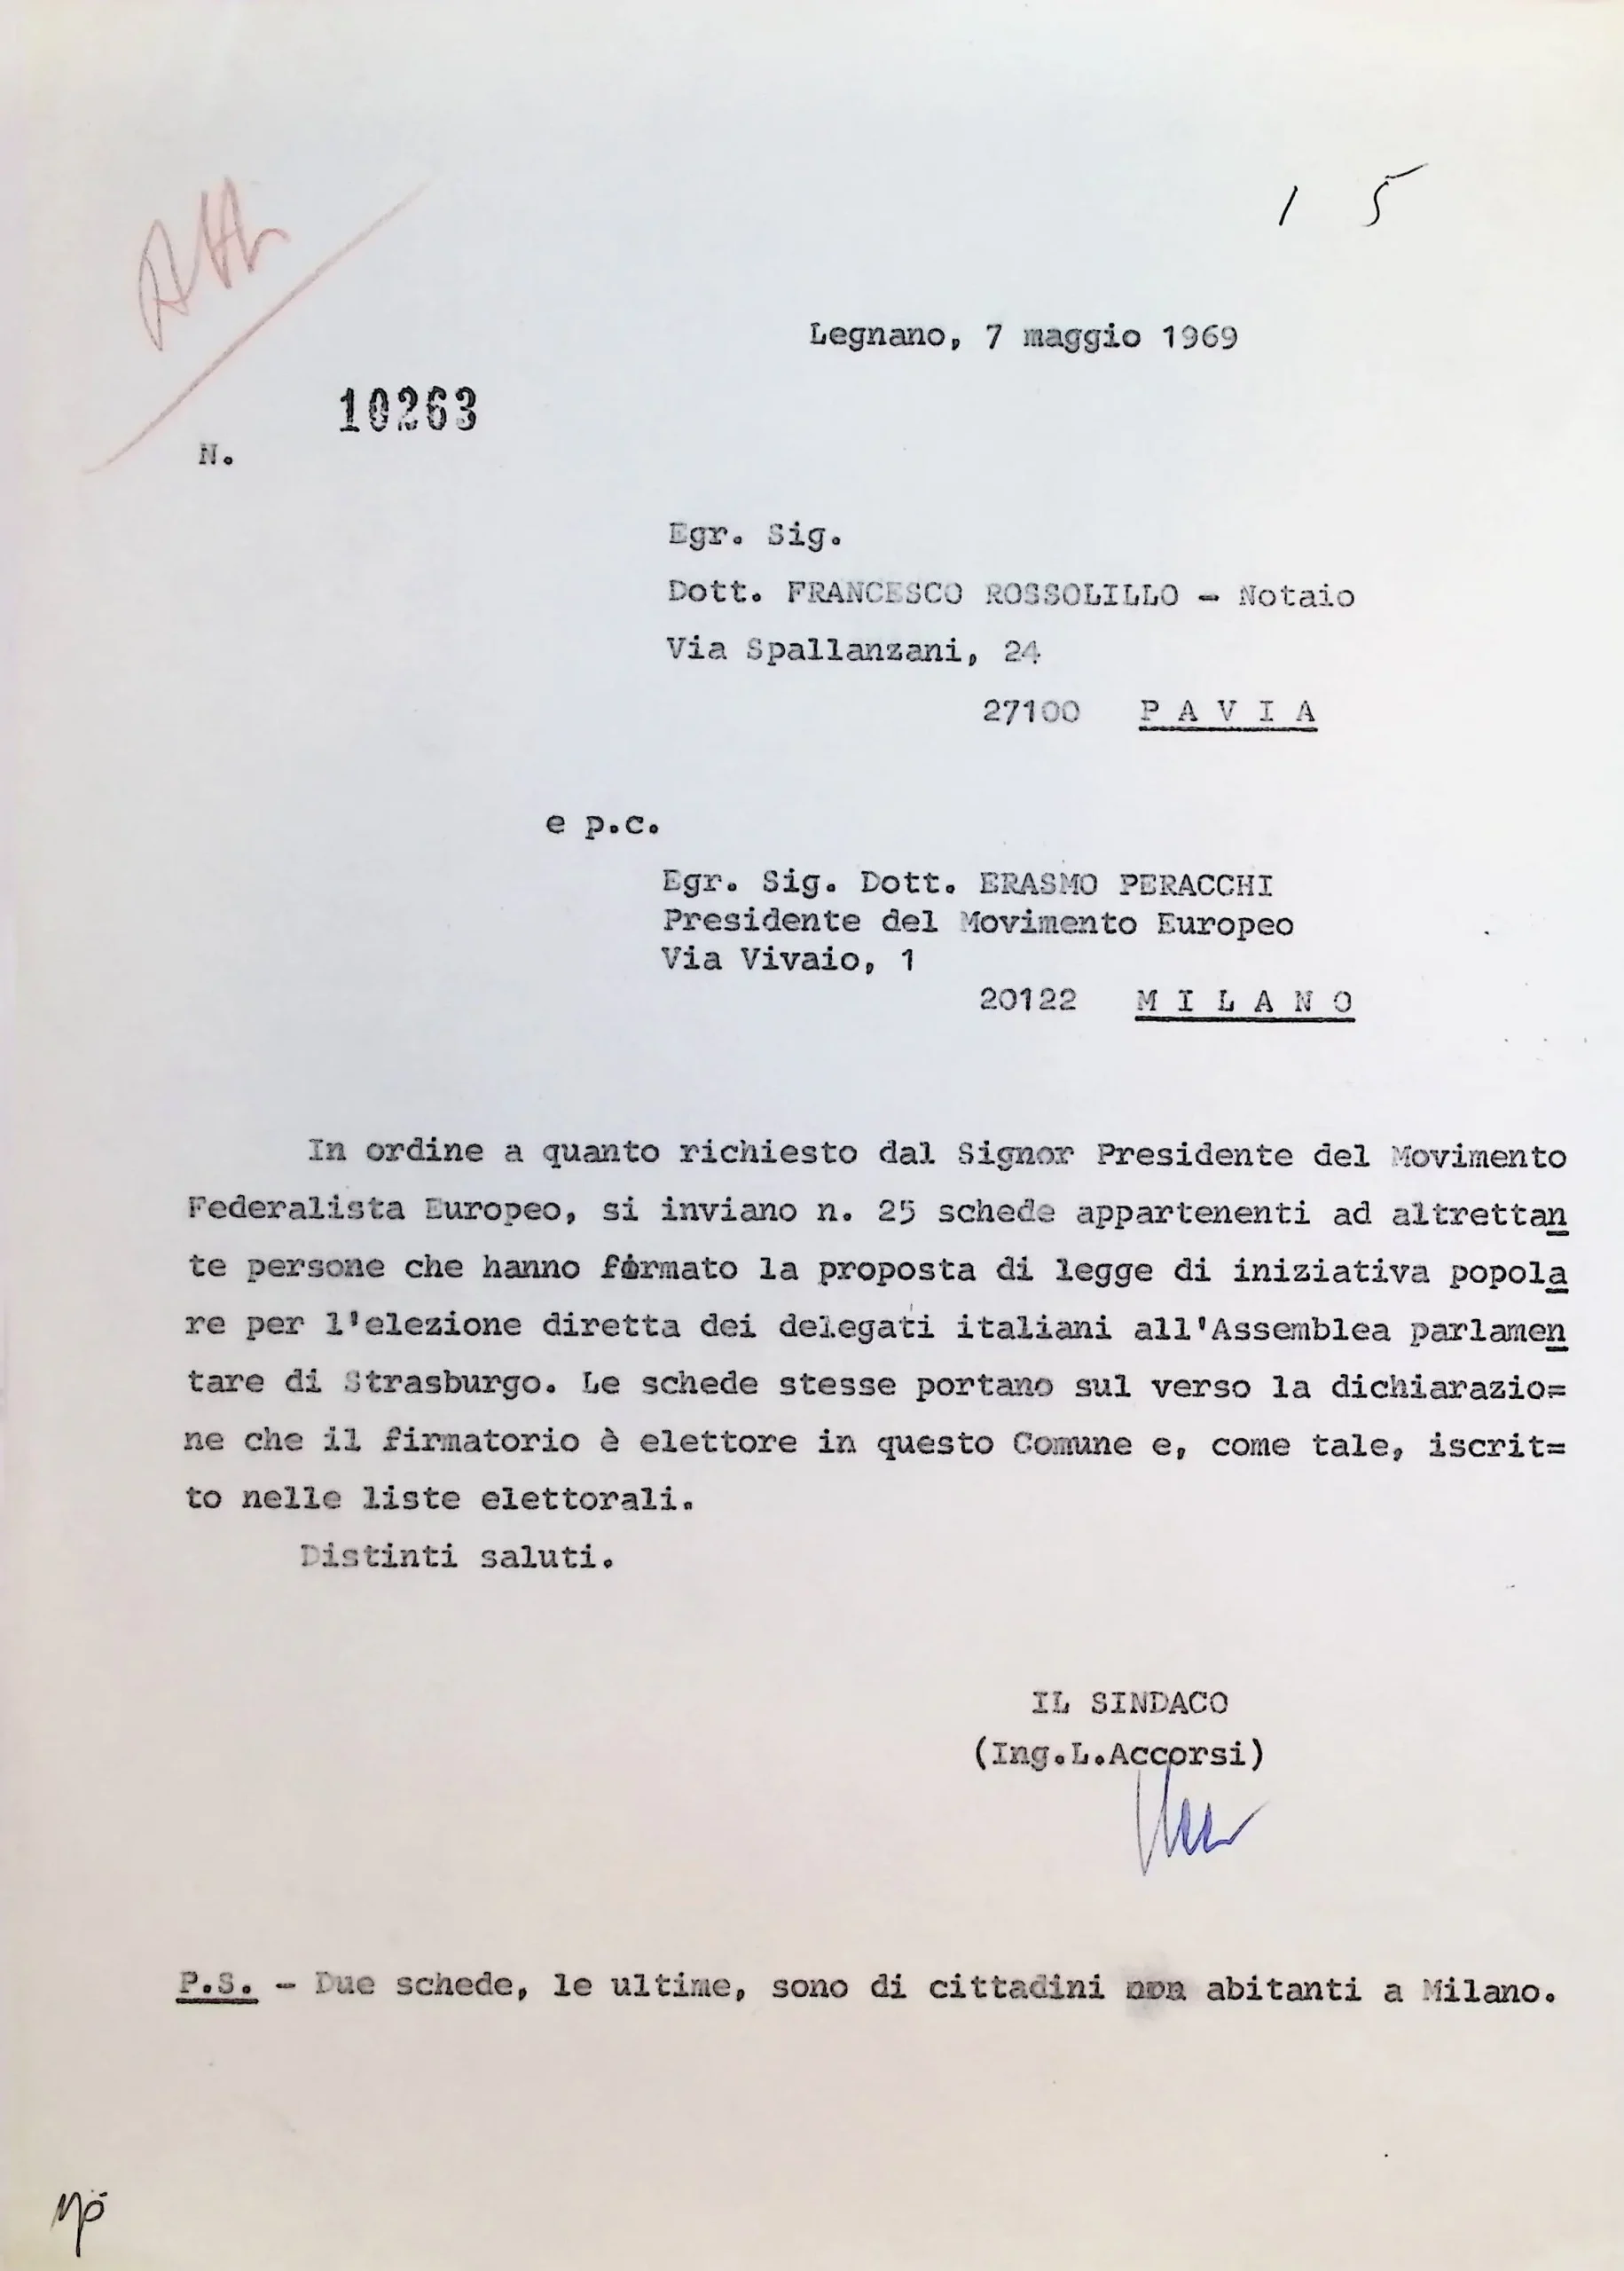 1 5
Legnano, 7 maggio 1969
10263
N.
Egr. Sig.
Dott. FRANCESCO ROSSOLILLO - Notaio
Via Spallanzani, 24
27100 P A V I A
e p.c.
Egr. Sig. Dott. ERASMO PERACCHI
Presidente del Movimento Europeo
Via Vivaio, 1
20122 M I L A N O
In ordine a quanto richiesto dal Signor Presidente del Movimento
Federalista Europeo, si inviano n. 25 schede appartenenti ad altrettan
te persone che hanno firmato la proposta di legge di iniziativa popola
re per l'elezione diretta dei delegati italiani all'Assemblea parlamen
tare di Strasburgo. Le schede stesse portano sul verso la dichiarazio=
ne che il firmatorio è elettore in questo Comune e, come tale, iscrit=
to nelle liste elettorali.
Distinti saluti.
IL SINDACO
(Ing.L.Accorsi)
P.S. - Due schede, le ultime, sono di cittadini non abitanti a Milano.